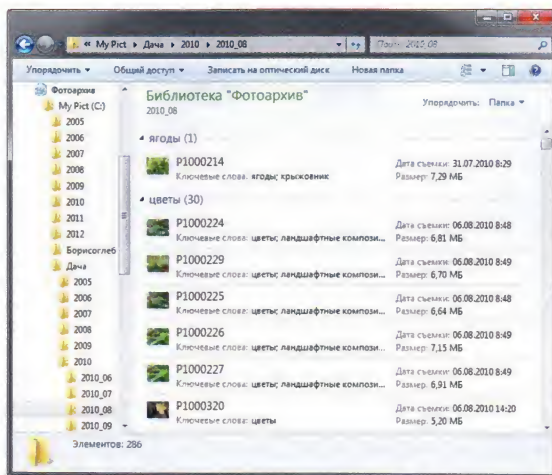 « My Pict ▸ Дача ▸ 2010 ▸ 2010_08
Поиск: 2010_08
Упорядочить ▾ Общий доступ ▾ Записать на оптический диск Новая папка
Фотоархив
My Pict (C:)
2005
2006
2007
2008
2009
2010
2011
2012
Борисоглеб
Дача
2005
2006
2007
2008
2009
2010
2010_06
2010_07
2010_08
2010_09
Библиотека "Фотоархив"
2010_08
Упорядочить: Папка ▾
ягоды (1)
P1000214
Ключевые слова: ягоды; крыжовник
Дата съемки: 31.07.2010 8:29
Размер: 7,29 МБ
цветы (30)
P1000224
Ключевые слова: цветы; ландшафтные компози...
Дата съемки: 06.08.2010 8:48
Размер: 6,81 МБ
P1000229
Ключевые слова: цветы; ландшафтные компози...
Дата съемки: 06.08.2010 8:49
Размер: 6,70 МБ
P1000225
Ключевые слова: цветы; ландшафтные компози...
Дата съемки: 06.08.2010 8:48
Размер: 6,64 МБ
P1000226
Ключевые слова: цветы; ландшафтные компози...
Дата съемки: 06.08.2010 8:49
Размер: 7,15 МБ
P1000227
Ключевые слова: цветы; ландшафтные компози...
Дата съемки: 06.08.2010 8:49
Размер: 6,91 МБ
P1000320
Ключевые слова: цветы
Дата съемки: 06.08.2010 14:20
Размер: 5,20 МБ
Элементов: 286